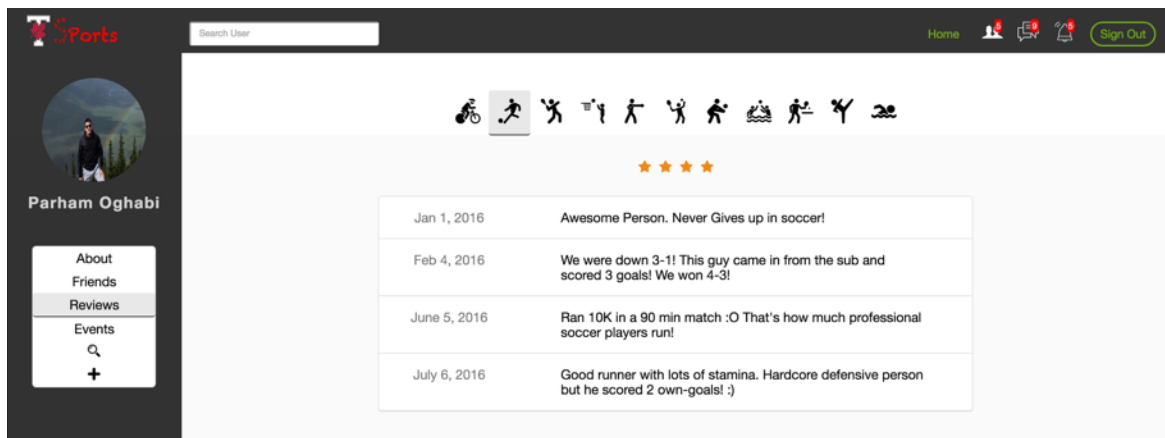 T SPorts
Search User
Home
5
9
5
Sign Out
Parham Oghabi
About
Friends
Reviews
Events
Jan 1, 2016
Awesome Person. Never Gives up in soccer!
Feb 4, 2016
We were down 3-1! This guy came in from the sub and
scored 3 goals! We won 4-3!
June 5, 2016
Ran 10K in a 90 min match :O That's how much professional
soccer players run!
July 6, 2016
Good runner with lots of stamina. Hardcore defensive person
but he scored 2 own-goals! :)